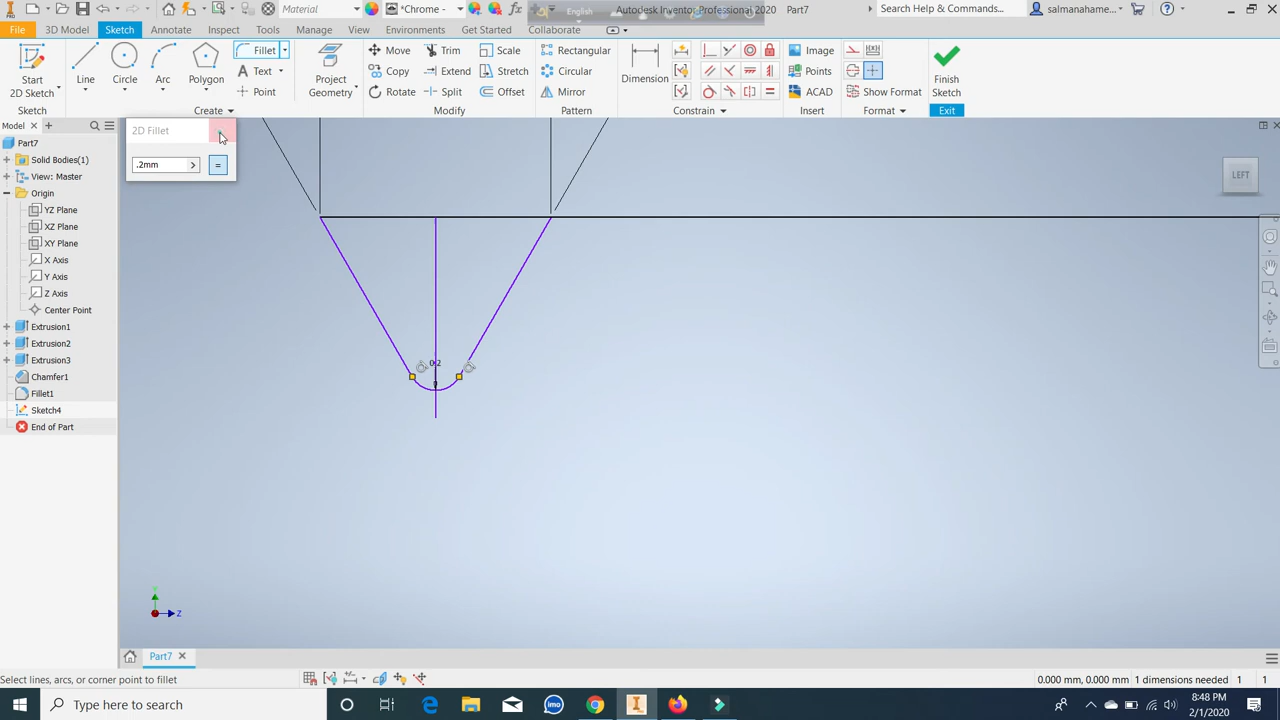 Material
*Chrome
English
Autodesk Inventor Professional 2020 Part7
Search Help & Commands...
salmanahame...
File
3D Model
Sketch
Annotate
Inspect
Tools
Manage
View
Environments
Get Started
Collaborate
Start
2D Sketch
Line
Circle
Arc
Polygon
Fillet
Text
Point
Project
Geometry
Move
Copy
Rotate
Trim
Extend
Split
Scale
Stretch
Offset
Rectangular
Circular
Mirror
Dimension
Image
Points
ACAD
Show Format
Finish
Sketch
Sketch
Create
Modify
Pattern
Constrain
Insert
Format
Exit
Model
2D Fillet
.2mm
=
Part7
Solid Bodies(1)
View: Master
Origin
YZ Plane
XZ Plane
XY Plane
X Axis
Y Axis
Z Axis
Center Point
Extrusion1
Extrusion2
Extrusion3
Chamfer1
Fillet1
Sketch4
End of Part
LEFT
Z
Part7
Select lines, arcs, or corner point to fillet
0.000 mm, 0.000 mm
1 dimensions needed
1
1
Type here to search
imo
8:48 PM
2/1/2020